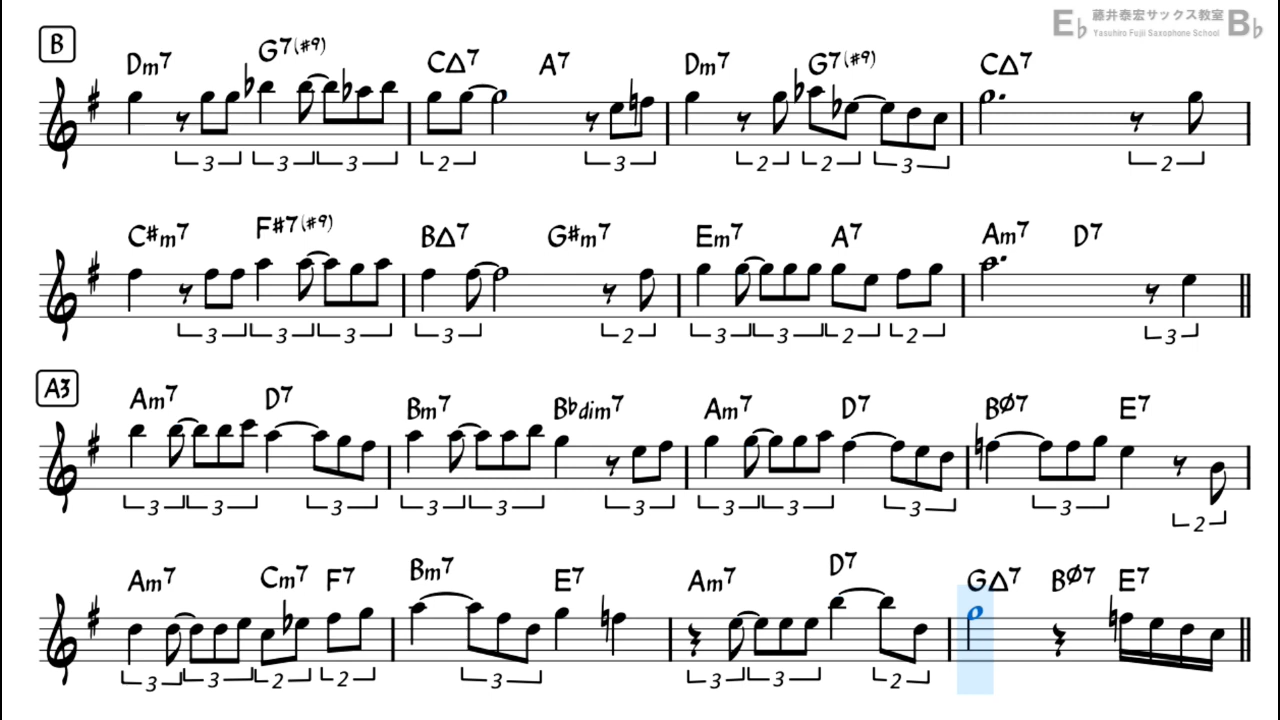 E♭ 藤井泰宏サックス教室 B♭
Yasuhiro Fujii Saxophone School
B
Dm7 G7(#9) C△7 A7 Dm7 G7(#9) C△7
3 3 3 2 3 2 2 3 2
C#m7 F#7(#9) B△7 G#m7 Em7 A7 Am7 D7
3 3 3 3 2 3 3 2 2 3
A3
Am7 D7 Bm7 B♭dim7 Am7 D7 BØ7 E7
3 3 3 3 3 3 3 3 3 3 2
Am7 Cm7 F7 Bm7 E7 Am7 D7 G△7 BØ7 E7
3 3 2 2 3 3 3 2